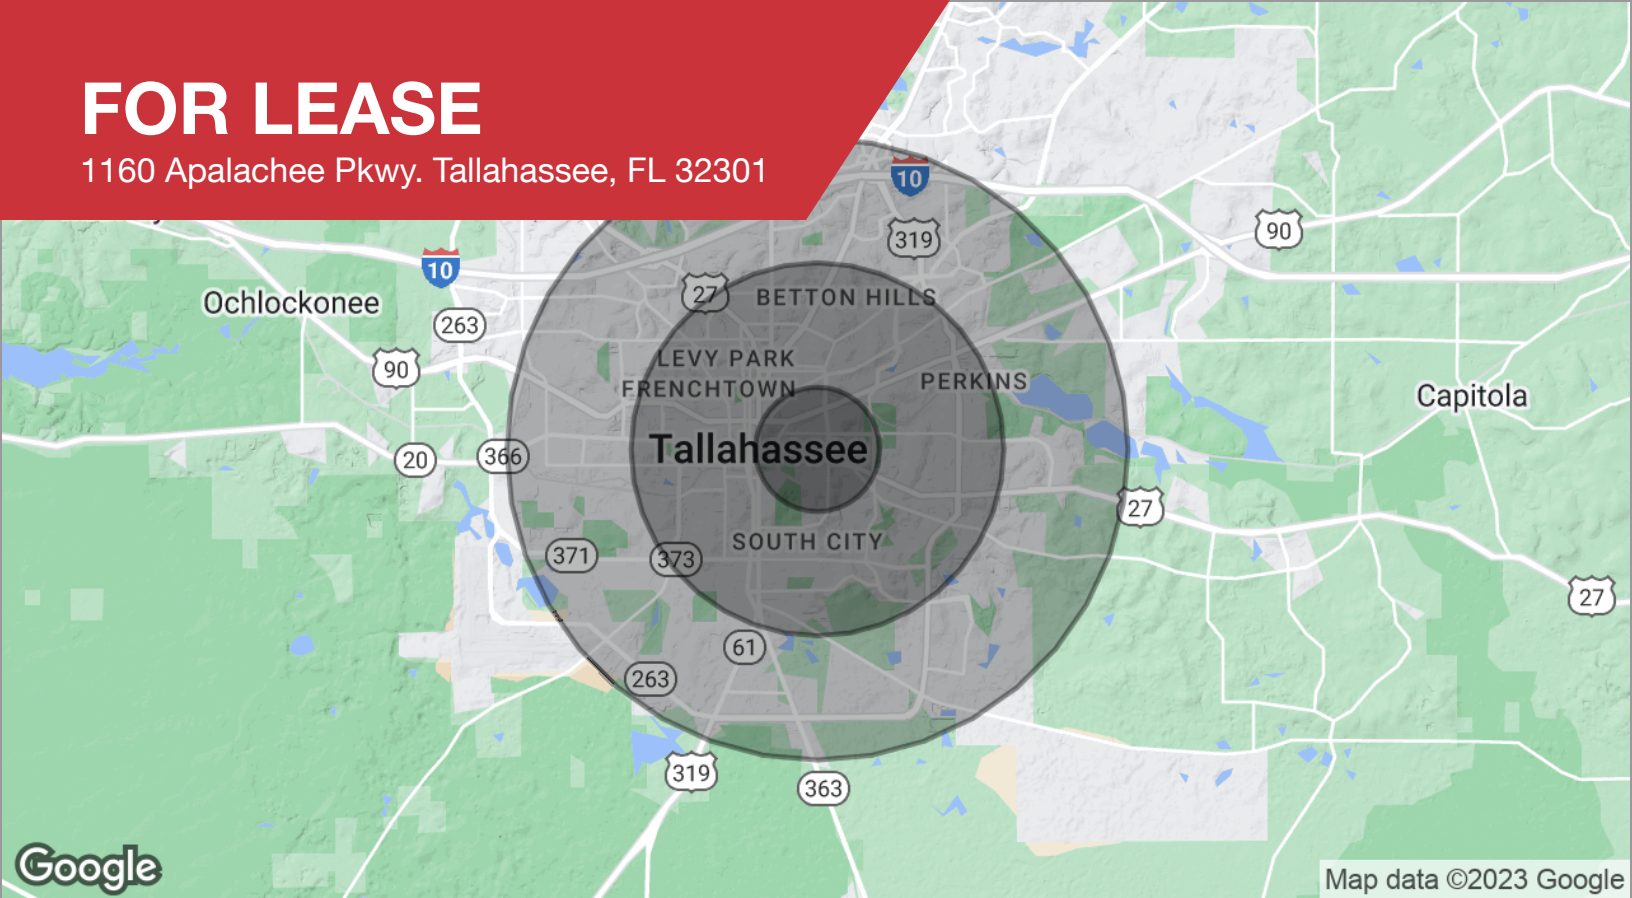 FOR LEASE
1160 Apalachee Pkwy. Tallahassee, FL 32301
10
319
90
10
Ochlockonee
27
BETTON HILLS
263
LEVY PARK
90
FRENCHTOWN
PERKINS
Capitola
Tallahassee
20
366
27
SOUTH CITY
371
373
27
61
263
319
363
Google
Map data ©2023 Google